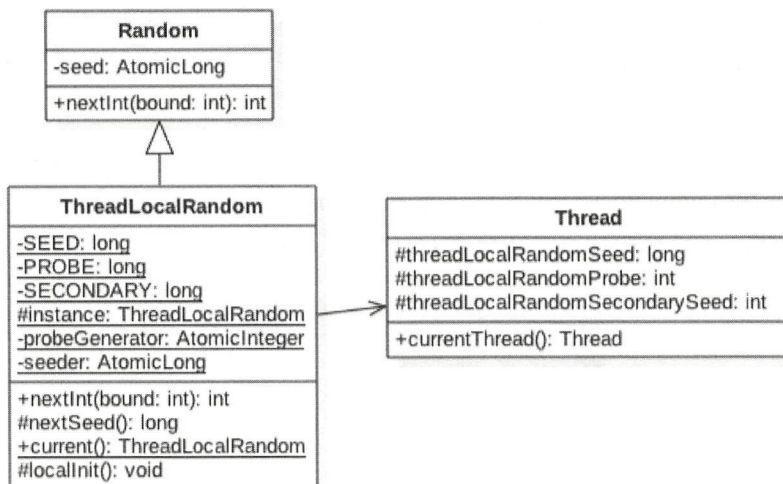 Random
-seed: AtomicLong
+nextInt(bound: int): int
ThreadLocalRandom
-SEED: long
-PROBE: long
-SECONDARY: long
#instance: ThreadLocalRandom
-probeGenerator: AtomicInteger
-seeder: AtomicLong
+nextInt(bound: int): int
#nextSeed(): long
+current(): ThreadLocalRandom
#localInit(): void
Thread
#threadLocalRandomSeed: long
#threadLocalRandomProbe: int
#threadLocalRandomSecondarySeed: int
+currentThread(): Thread